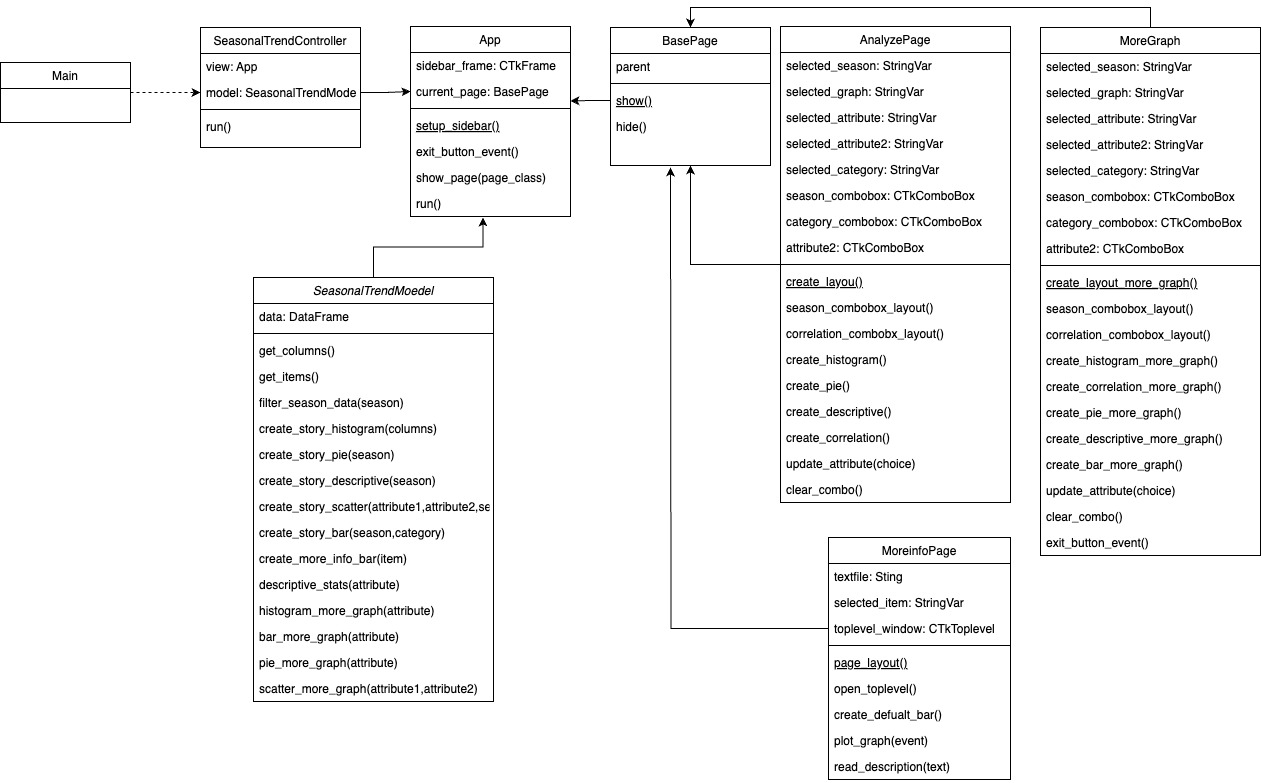 Main
SeasonalTrendController
view: App
model: SeasonalTrendMode
run()
App
sidebar_frame: CTkFrame
current_page: BasePage
setup_sidebar()
exit_button_event()
show_page(page_class)
run()
BasePage
parent
show()
hide()
AnalyzePage
selected_season: StringVar
selected_graph: StringVar
selected_attribute: StringVar
selected_attribute2: StringVar
selected_category: StringVar
season_combobox: CTkComboBox
category_combobox: CTkComboBox
attribute2: CTkComboBox
create_layou()
season_combobox_layout()
correlation_combobx_layout()
create_histogram()
create_pie()
create_descriptive()
create_correlation()
update_attribute(choice)
clear_combo()
MoreGraph
selected_season: StringVar
selected_graph: StringVar
selected_attribute: StringVar
selected_attribute2: StringVar
selected_category: StringVar
season_combobox: CTkComboBox
category_combobox: CTkComboBox
attribute2: CTkComboBox
create_layout_more_graph()
season_combobox_layout()
correlation_combobox_layout()
create_histogram_more_graph()
create_correlation_more_graph()
create_pie_more_graph()
create_descriptive_more_graph()
create_bar_more_graph()
update_attribute(choice)
clear_combo()
exit_button_event()
SeasonalTrendMoedel
data: DataFrame
get_columns()
get_items()
filter_season_data(season)
create_story_histogram(columns)
create_story_pie(season)
create_story_descriptive(season)
create_story_scatter(attribute1,attribute2,se
create_story_bar(season,category)
create_more_info_bar(item)
descriptive_stats(attribute)
histogram_more_graph(attribute)
bar_more_graph(attribute)
pie_more_graph(attribute)
scatter_more_graph(attribute1,attribute2)
MoreinfoPage
textfile: Sting
selected_item: StringVar
toplevel_window: CTkToplevel
page_layout()
open_toplevel()
create_defualt_bar()
plot_graph(event)
read_description(text)